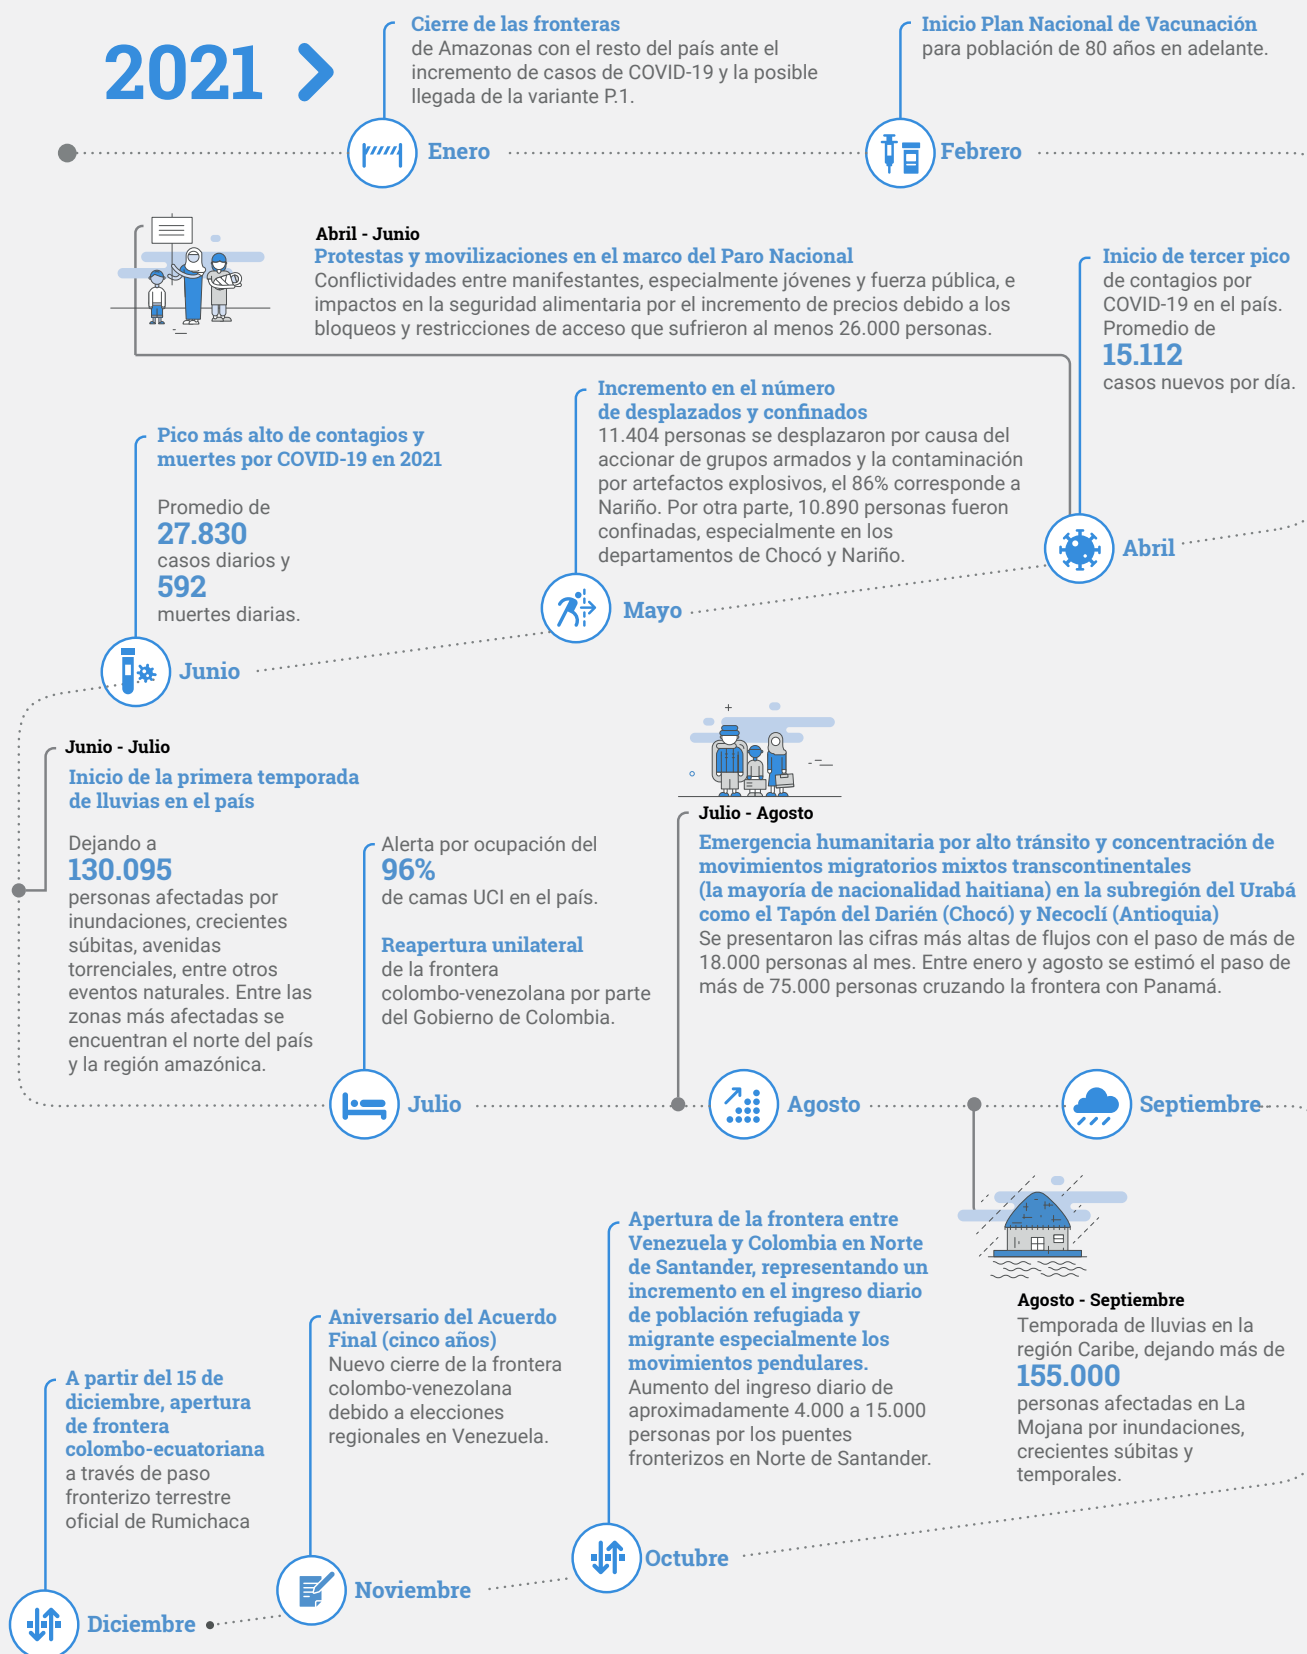 2021
Cierre de las fronteras
de Amazonas con el resto del país ante el
incremento de casos de COVID-19 y la posible
llegada de la variante P.1.
Enero
Inicio Plan Nacional de Vacunación
para población de 80 años en adelante.
Febrero
Abril - Junio
Protestas y movilizaciones en el marco del Paro Nacional
Conflictividades entre manifestantes, especialmente jóvenes y fuerza pública, e
impactos en la seguridad alimentaria por el incremento de precios debido a los
bloqueos y restricciones de acceso que sufrieron al menos 26.000 personas.
Inicio de tercer pico
de contagios por
COVID-19 en el país.
Promedio de
15.112
casos nuevos por día.
Abril
Incremento en el número
de desplazados y confinados
11.404 personas se desplazaron por causa del
accionar de grupos armados y la contaminación
por artefactos explosivos, el 86% corresponde a
Nariño. Por otra parte, 10.890 personas fueron
confinadas, especialmente en los
departamentos de Chocó y Nariño.
Mayo
Pico más alto de contagios y
muertes por COVID-19 en 2021
Promedio de
27.830
casos diarios y
592
muertes diarias.
Junio
Junio - Julio
Inicio de la primera temporada
de lluvias en el país
Dejando a
130.095
personas afectadas por
inundaciones, crecientes
súbitas, avenidas
torrenciales, entre otros
eventos naturales. Entre las
zonas más afectadas se
encuentran el norte del país
y la región amazónica.
Alerta por ocupación del
96%
de camas UCI en el país.
Reapertura unilateral
de la frontera
colombo-venezolana por parte
del Gobierno de Colombia.
Julio
Julio - Agosto
Emergencia humanitaria por alto tránsito y concentración de
movimientos migratorios mixtos transcontinentales
(la mayoría de nacionalidad haitiana) en la subregión del Urabá
como el Tapón del Darién (Chocó) y Necoclí (Antioquia)
Se presentaron las cifras más altas de flujos con el paso de más de
18.000 personas al mes. Entre enero y agosto se estimó el paso de
más de 75.000 personas cruzando la frontera con Panamá.
Agosto
Septiembre
Agosto - Septiembre
Temporada de lluvias en la
región Caribe, dejando más de
155.000
personas afectadas en La
Mojana por inundaciones,
crecientes súbitas y
temporales.
Apertura de la frontera entre
Venezuela y Colombia en Norte
de Santander, representando un
incremento en el ingreso diario
de población refugiada y
migrante especialmente los
movimientos pendulares.
Aumento del ingreso diario de
aproximadamente 4.000 a 15.000
personas por los puentes
fronterizos en Norte de Santander.
Octubre
Aniversario del Acuerdo
Final (cinco años)
Nuevo cierre de la frontera
colombo-venezolana
debido a elecciones
regionales en Venezuela.
Noviembre
A partir del 15 de
diciembre, apertura
de frontera
colombo-ecuatoriana
a través de paso
fronterizo terrestre
oficial de Rumichaca
Diciembre